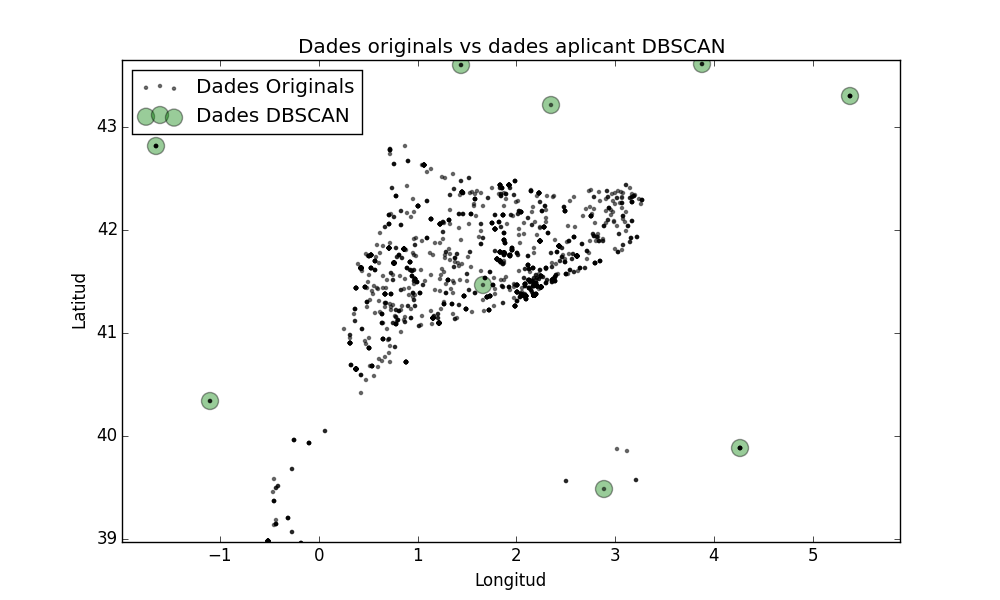 Dades originals vs dades aplicant DBSCAN
Dades Originals
Dades DBSCAN
43
42
41
40
39
Latitud
−1 0 1 2 3 4 5
Longitud